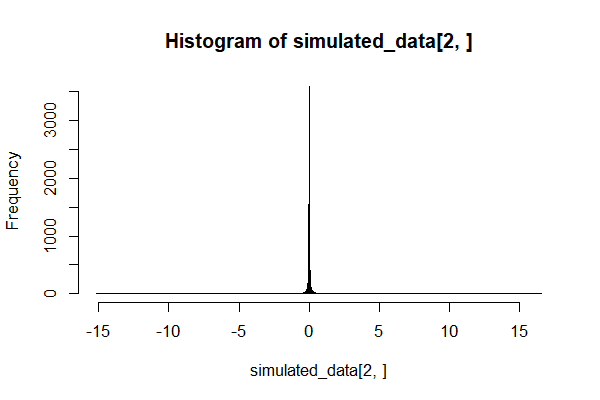 Histogram of simulated_data[2, ]
Frequency
3000
2000
1000
0
-15 -10 -5 0 5 10 15
simulated_data[2, ]